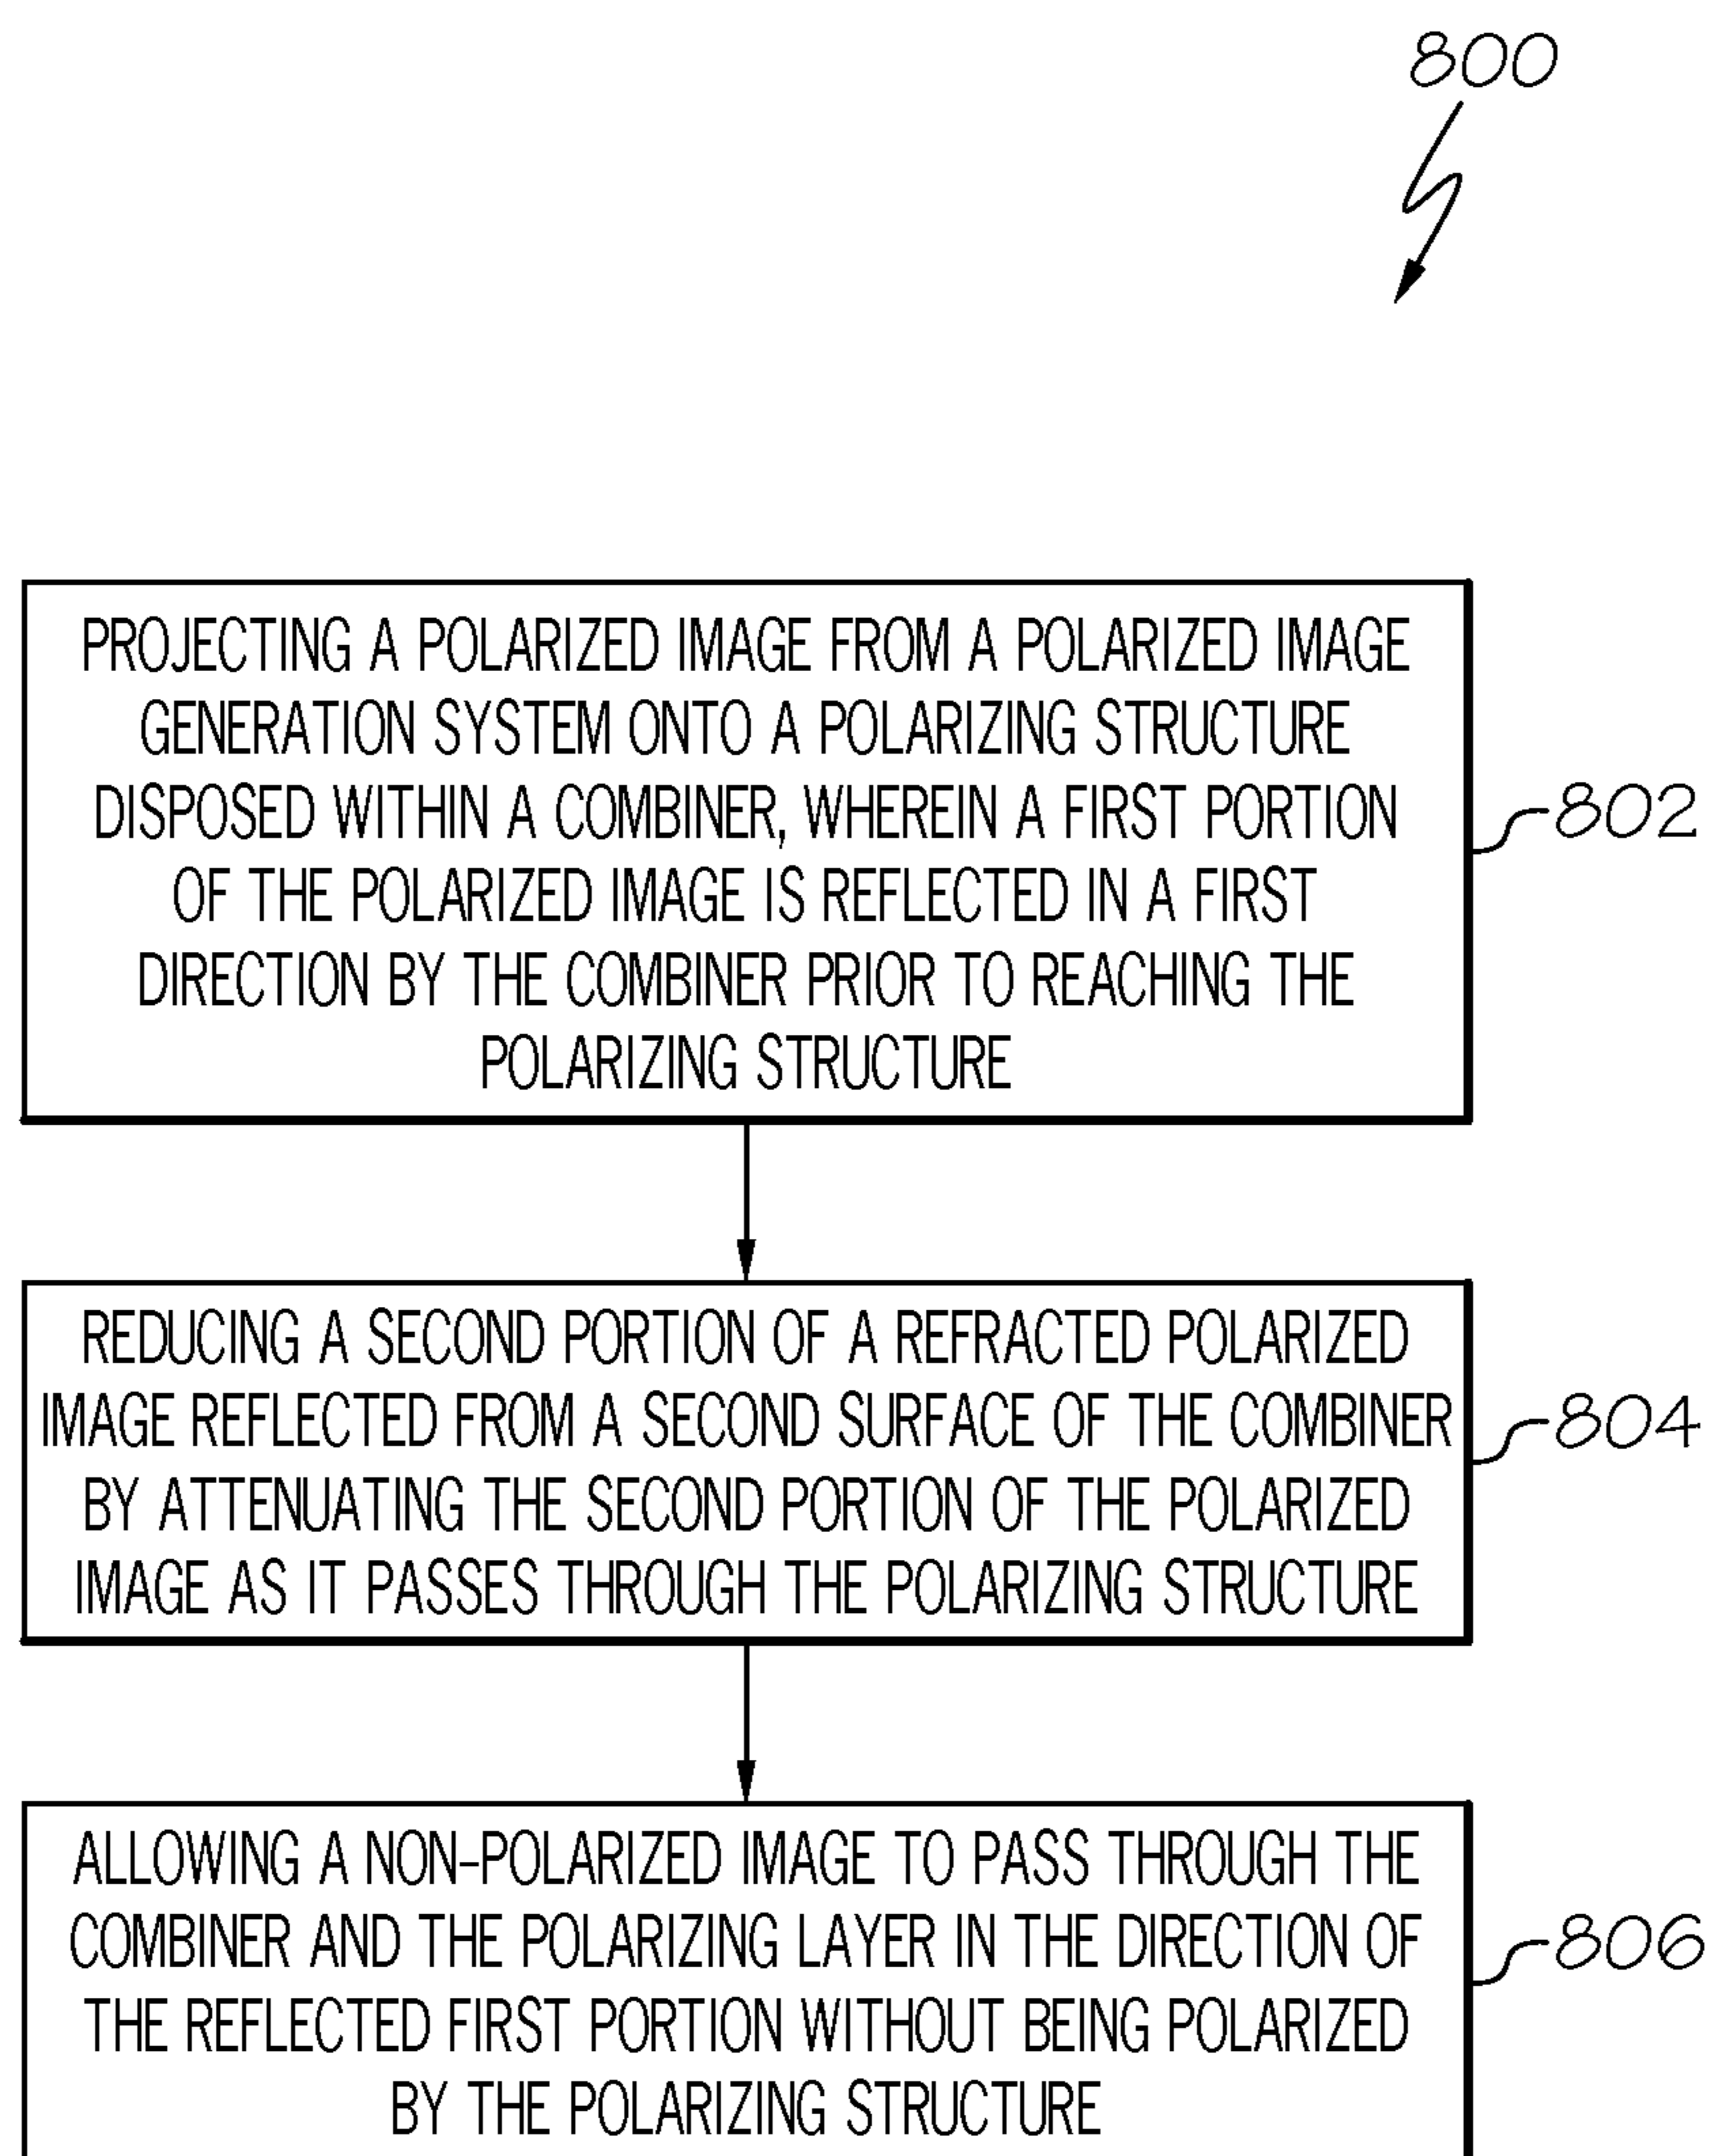 800
PROJECTING A POLARIZED IMAGE FROM A POLARIZED IMAGE
GENERATION SYSTEM ONTO A POLARIZING STRUCTURE
DISPOSED WITHIN A COMBINER, WHEREIN A FIRST PORTION
OF THE POLARIZED IMAGE IS REFLECTED IN A FIRST
DIRECTION BY THE COMBINER PRIOR TO REACHING THE
POLARIZING STRUCTURE
802
REDUCING A SECOND PORTION OF A REFRACTED POLARIZED
IMAGE REFLECTED FROM A SECOND SURFACE OF THE COMBINER
BY ATTENUATING THE SECOND PORTION OF THE POLARIZED
IMAGE AS IT PASSES THROUGH THE POLARIZING STRUCTURE
804
ALLOWING A NON-POLARIZED IMAGE TO PASS THROUGH THE
COMBINER AND THE POLARIZING LAYER IN THE DIRECTION OF
THE REFLECTED FIRST PORTION WITHOUT BEING POLARIZED
BY THE POLARIZING STRUCTURE
806